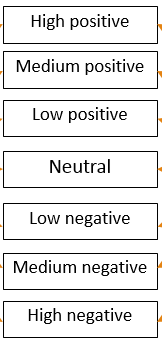 High positive
Medium positive
Low positive
Neutral
Low negative
Medium negative
High negative